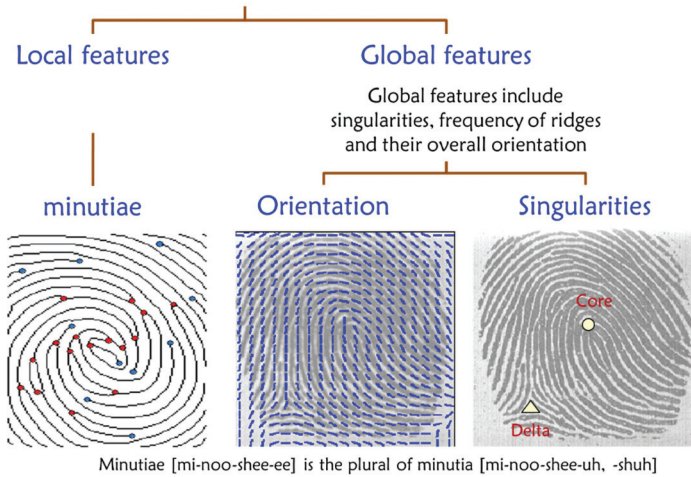 Local features
Global features
Global features include
singularities, frequency of ridges
and their overall orientation
minutiae
Orientation
Singularities
Core
Delta
Minutiae [mi-noo-shee-ee] is the plural of minutia [mi-noo-shee-uh, -shuh]